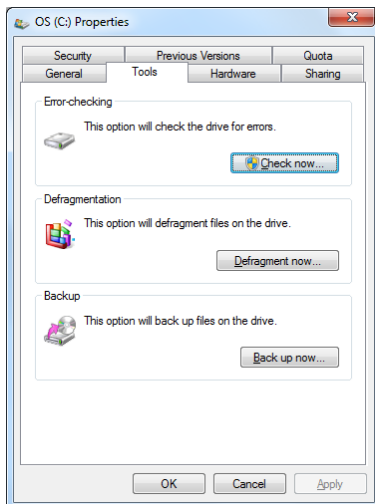 OS (C:) Properties
Security Previous Versions Quota
General Tools Hardware Sharing
Error-checking
This option will check the drive for errors.
Check now...
Defragmentation
This option will defragment files on the drive.
Defragment now...
Backup
This option will back up files on the drive.
Back up now...
OK Cancel Apply